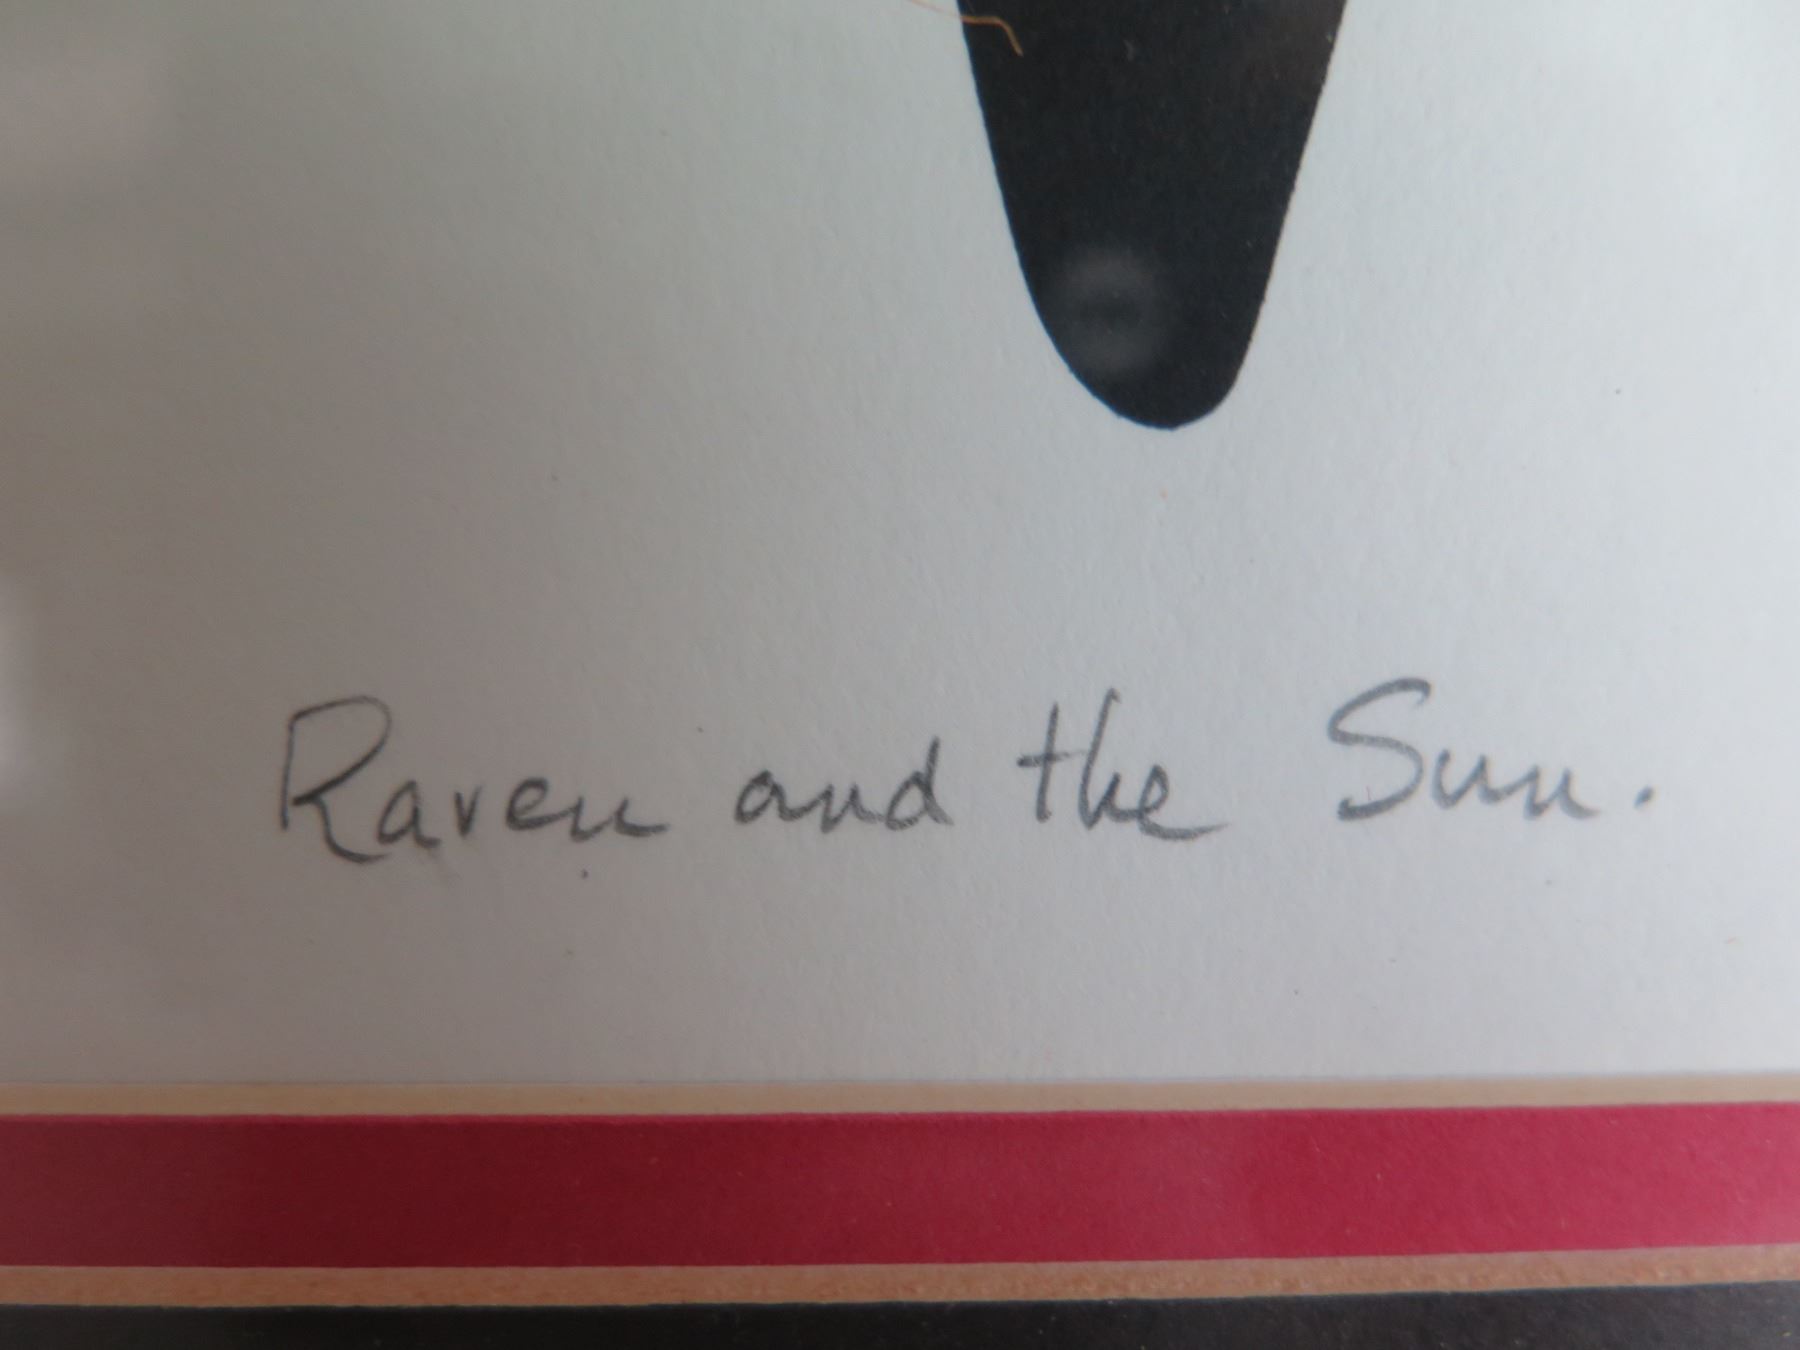 Raven and the Sun.